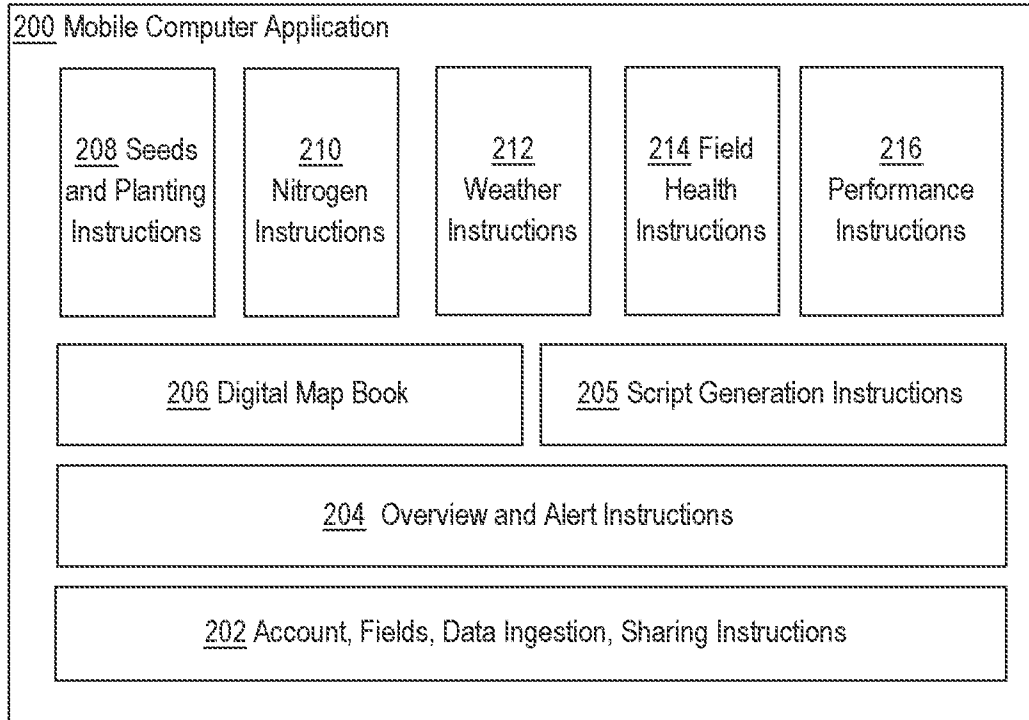 200 Mobile Computer Application
208 Seeds
and Planting
Instructions
210
Nitrogen
Instructions
212
Weather
Instructions
214 Field
Health
Instructions
216
Performance
Instructions
206 Digital Map Book
205 Script Generation Instructions
204 Overview and Alert Instructions
202 Account, Fields, Data Ingestion, Sharing Instructions